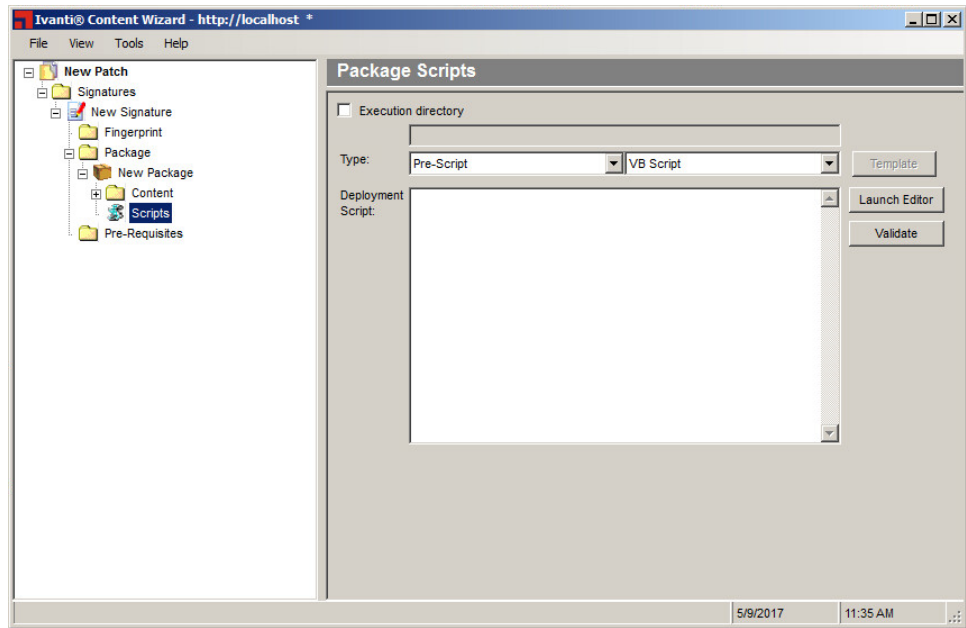 Ivanti® Content Wizard - http://localhost *
File View Tools Help
New Patch
Signatures
New Signature
Fingerprint
Package
New Package
Content
Scripts
Pre-Requisites
Package Scripts
Execution directory
Type: Pre-Script VB Script Template
Deployment Script:
Launch Editor
Validate
5/9/2017 11:35 AM